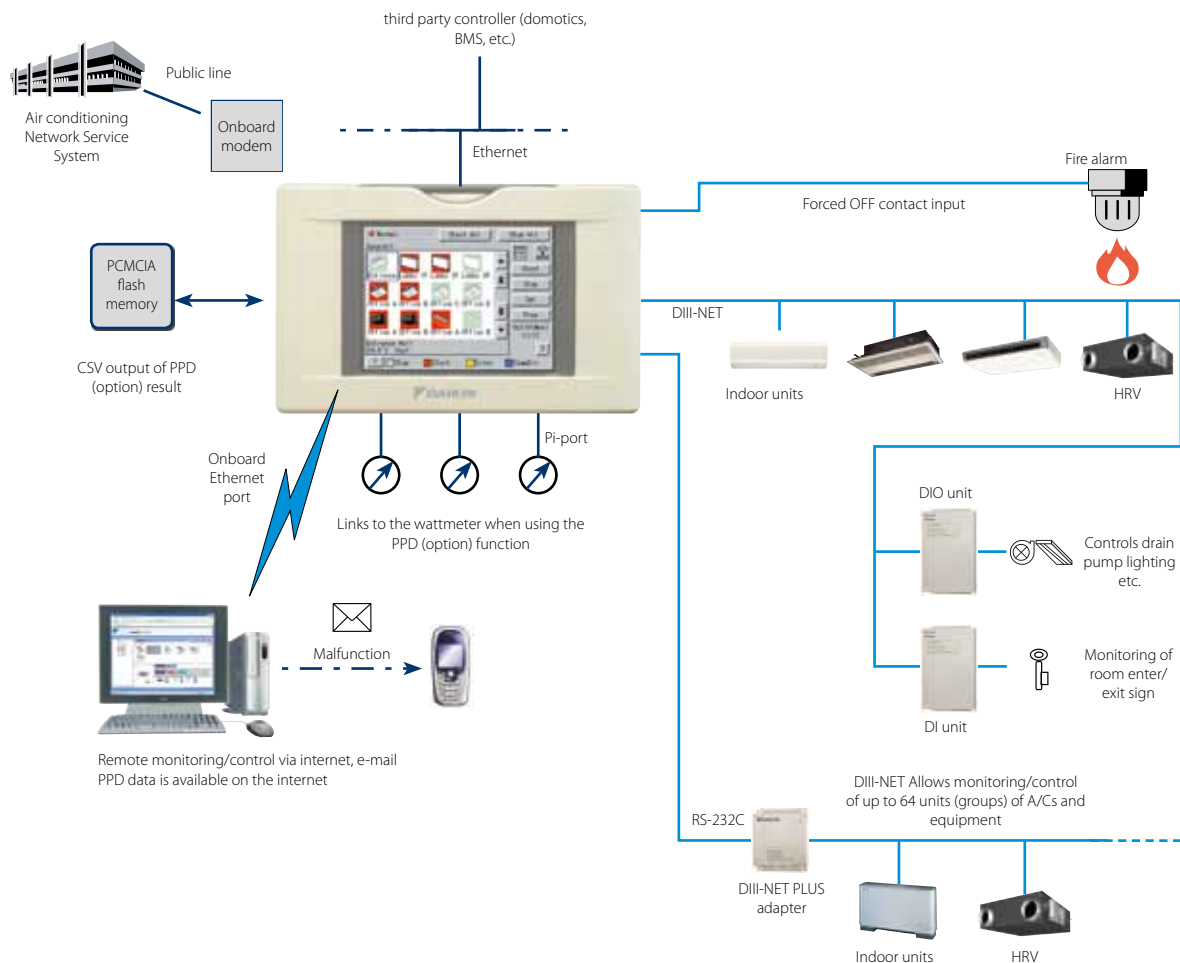 third party controller (domotics,
BMS, etc.)
Public line
Air conditioning
Network Service
System
Onboard
modem
Ethernet
Fire alarm
Forced OFF contact input
PCMCIA
flash
memory
CSV output of PPD
(option) result
Start All
Stop All
DAIKIN
DIII-NET
Indoor units
HRV
Pi-port
Onboard
Ethernet
port
Links to the wattmeter when using the
PPD (option) function
DIO unit
Controls drain
pump lighting
etc.
Malfunction
Monitoring of
room enter/
exit sign
DI unit
Remote monitoring/control via internet, e-mail
PPD data is available on the internet
DIII-NET Allows monitoring/control
of up to 64 units (groups) of A/Cs and
equipment
RS-232C
DIII-NET PLUS
adapter
Indoor units
HRV